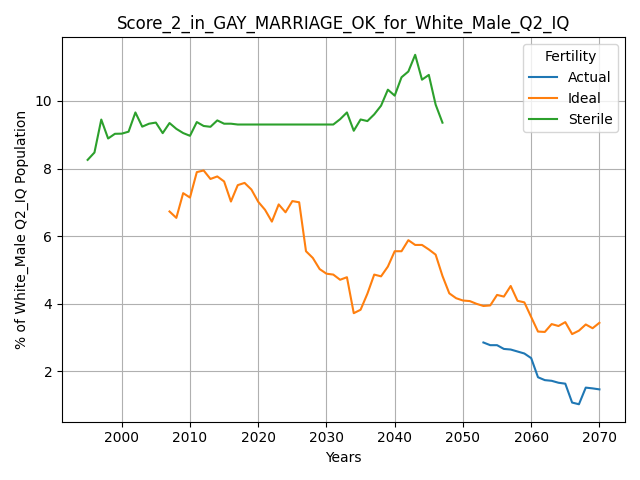 Score_2_in_GAY_MARRIAGE_OK_for_White_Male_Q2_IQ
Fertility
Actual
Ideal
Sterile
% of White_Male Q2_IQ Population
10
8
6
4
2
2000 2010 2020 2030 2040 2050 2060 2070
Years